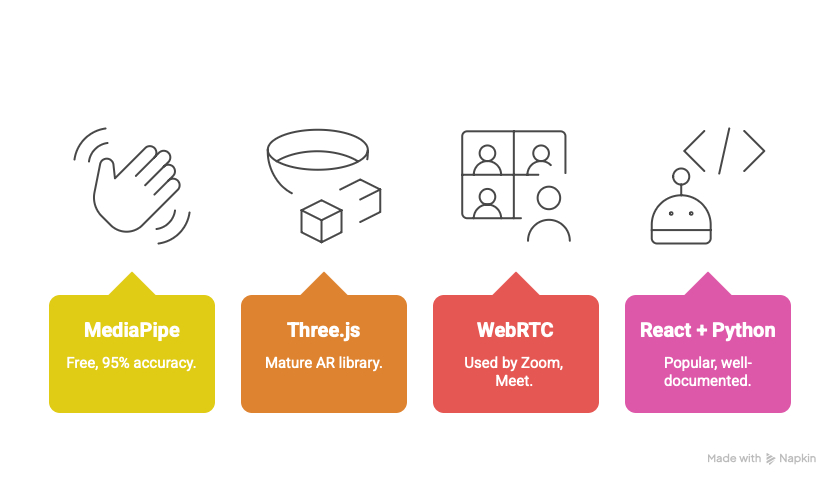 MediaPipe
Free, 95% accuracy.
Three.js
Mature AR library.
WebRTC
Used by Zoom,
Meet.
React + Python
Popular, well-
documented.
Made with Napkin